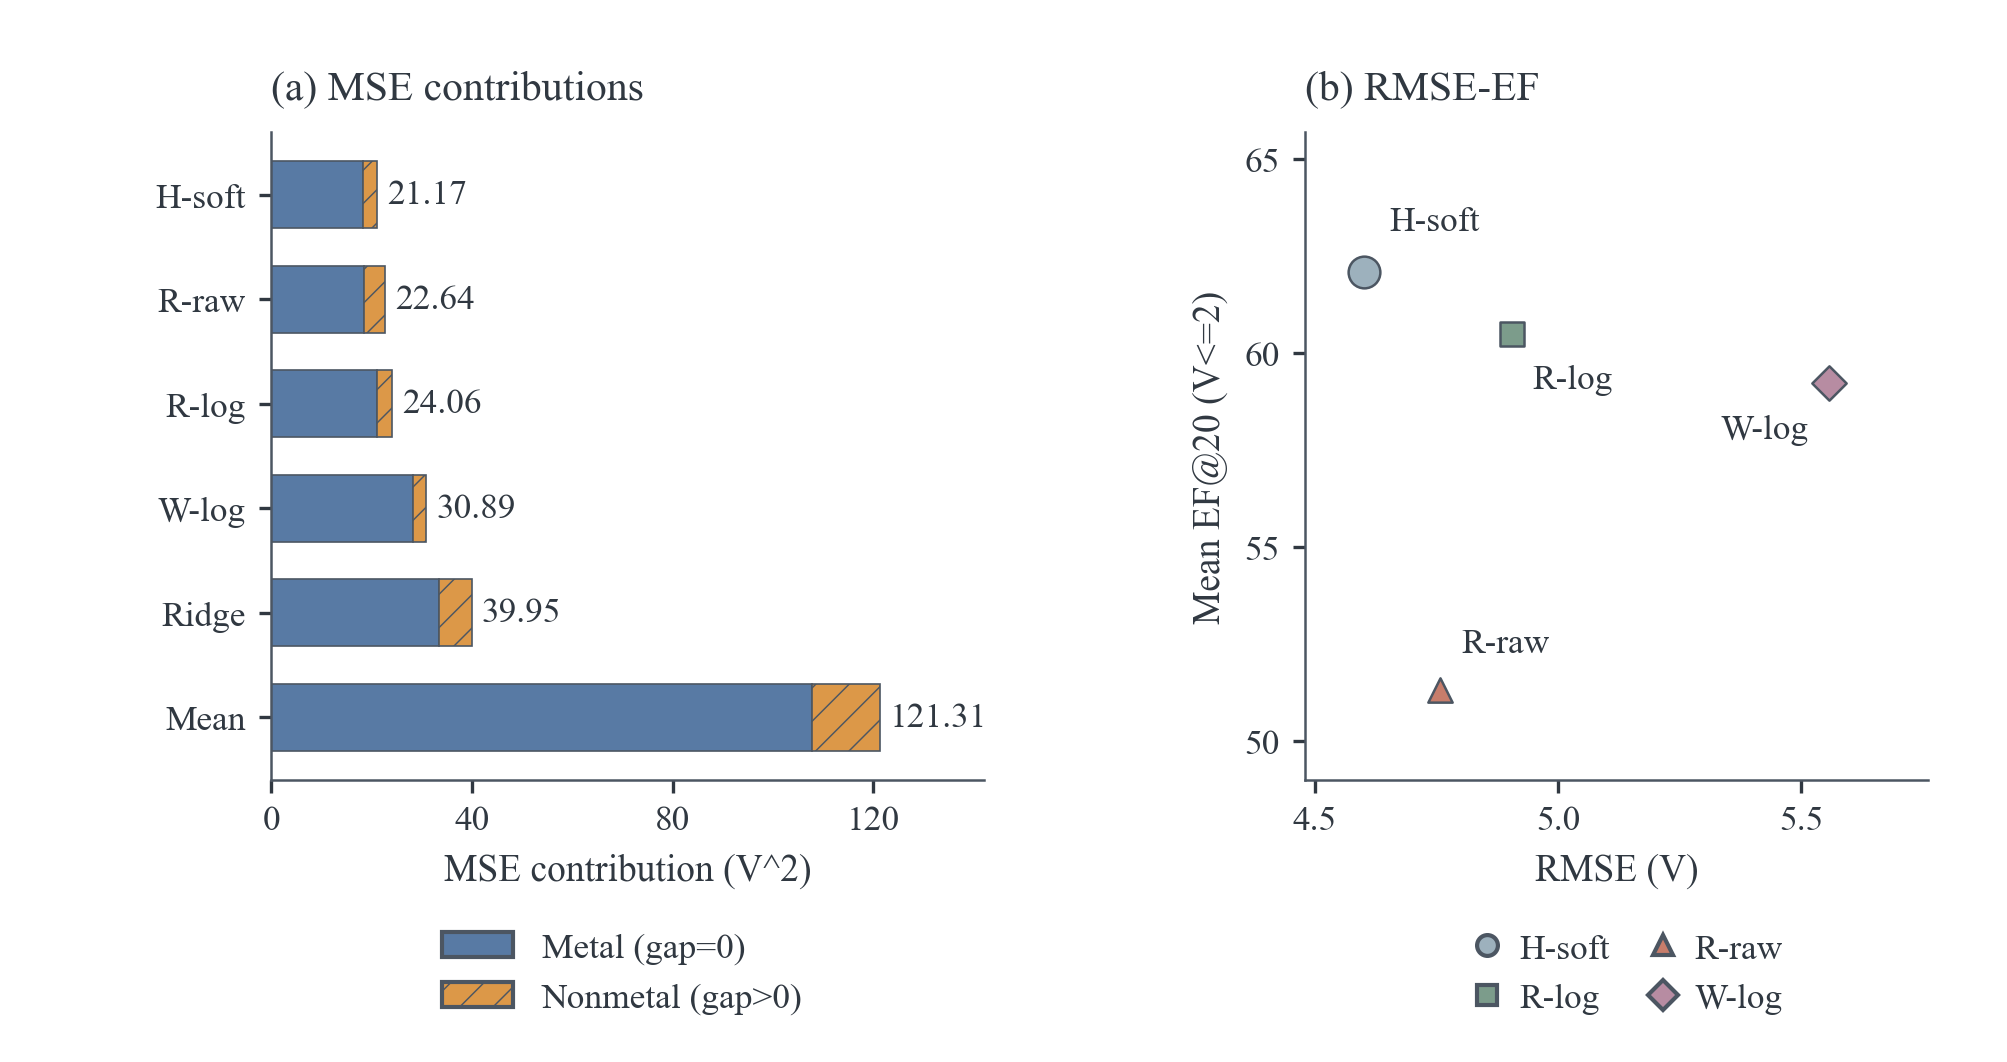 (a) MSE contributions
H-soft
21.17
R-raw
22.64
R-log
24.06
W-log
30.89
Ridge
39.95
Mean
121.31
0 40 80 120
MSE contribution (V^2)
Metal (gap=0)
Nonmetal (gap>0)
(b) RMSE-EF
Mean EF@20 (V<=2)
65
60
55
50
H-soft
R-log
W-log
R-raw
4.5 5.0 5.5
RMSE (V)
H-soft R-raw
R-log W-log